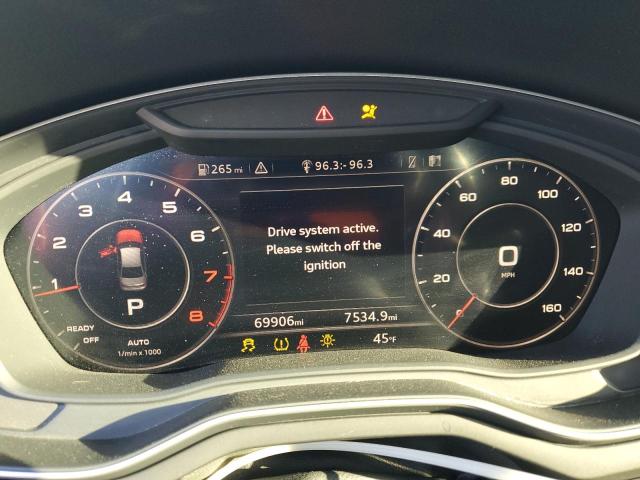 265 mi
96.3:- 96.3
1 2 3 4 5 6 7 8
READY
OFF
P
AUTO
1/min x 1000
Drive system active.
Please switch off the
ignition
69906mi
7534.9mi
45°F
0 20 40 60 80 100 120 140 160
0
MPH